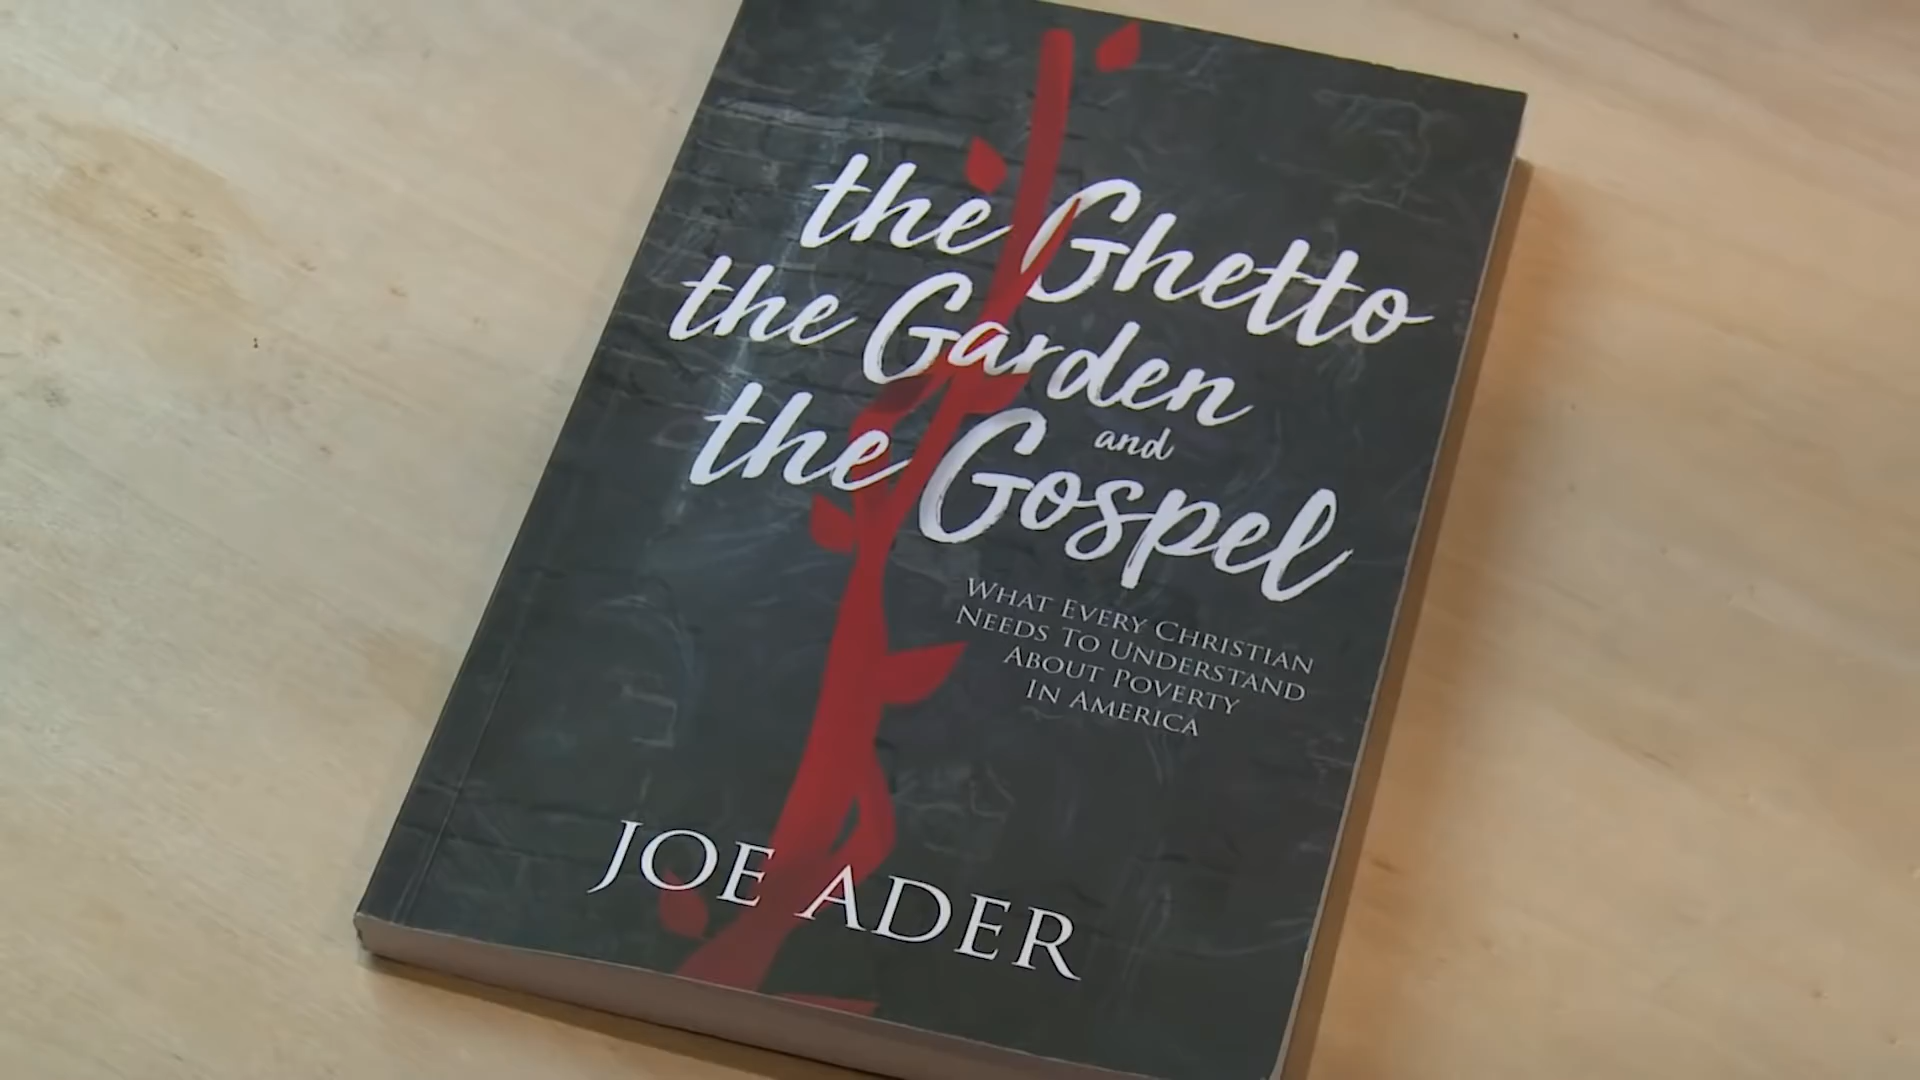 the Ghetto
the Garden
and
the Gospel
WHAT EVERY CHRISTIAN
NEEDS TO UNDERSTAND
ABOUT POVERTY
IN AMERICA
JOE ADER